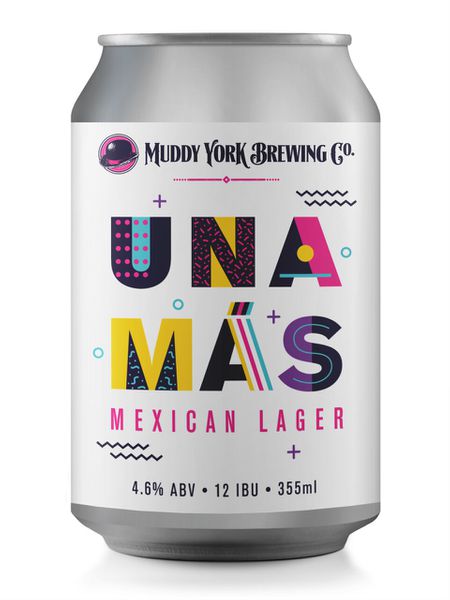 MUDDY YORK BREWING CO.
UNA
MÁS
MEXICAN LAGER
4.6% ABV • 12 IBU • 355ml